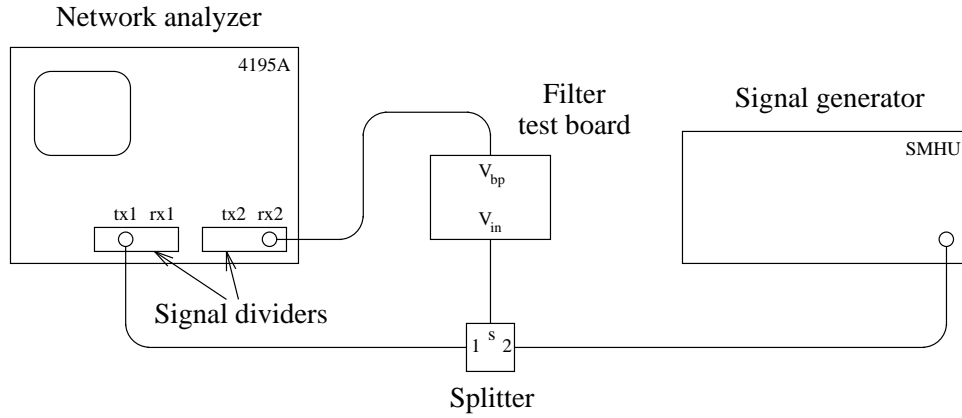 Network analyzer
4195A
Filter
test board
Signal generator
SMHU
V_bp
tx1 rx1 tx2 rx2
V_in
Signal dividers
s
1 2
Splitter